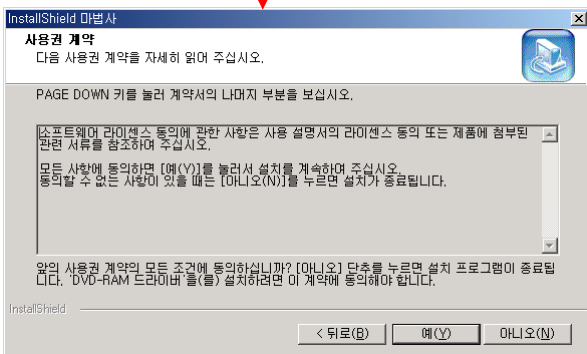 InstallShield 마법사
사용권 계약
다음 사용권 계약을 자세히 읽어 주십시오.
PAGE DOWN 키를 눌러 계약서의 나머지 부분을 보십시오.
소프트웨어 라이센스 동의에 관한 사항은 사용 설명서의 라이센스 동의 또는 제품에 첨부된
관련 서류를 참조하여 주십시오.
모든 사항에 동의하면 [예(Y)]를 눌러서 설치를 계속하여 주십시오.
동의할 수 없는 사항이 있을 때는 [아니오(N)]를 누르면 설치가 종료됩니다.
앞의 사용권 계약의 모든 조건에 동의하십니까? [아니오] 단추를 누르면 설치 프로그램이 종료됩
니다. 'DVD-RAM 드라이버'을(를) 설치하려면 이 계약에 동의해야 합니다.
InstallShield
< 뒤로(B)
예(Y)
아니오(N)